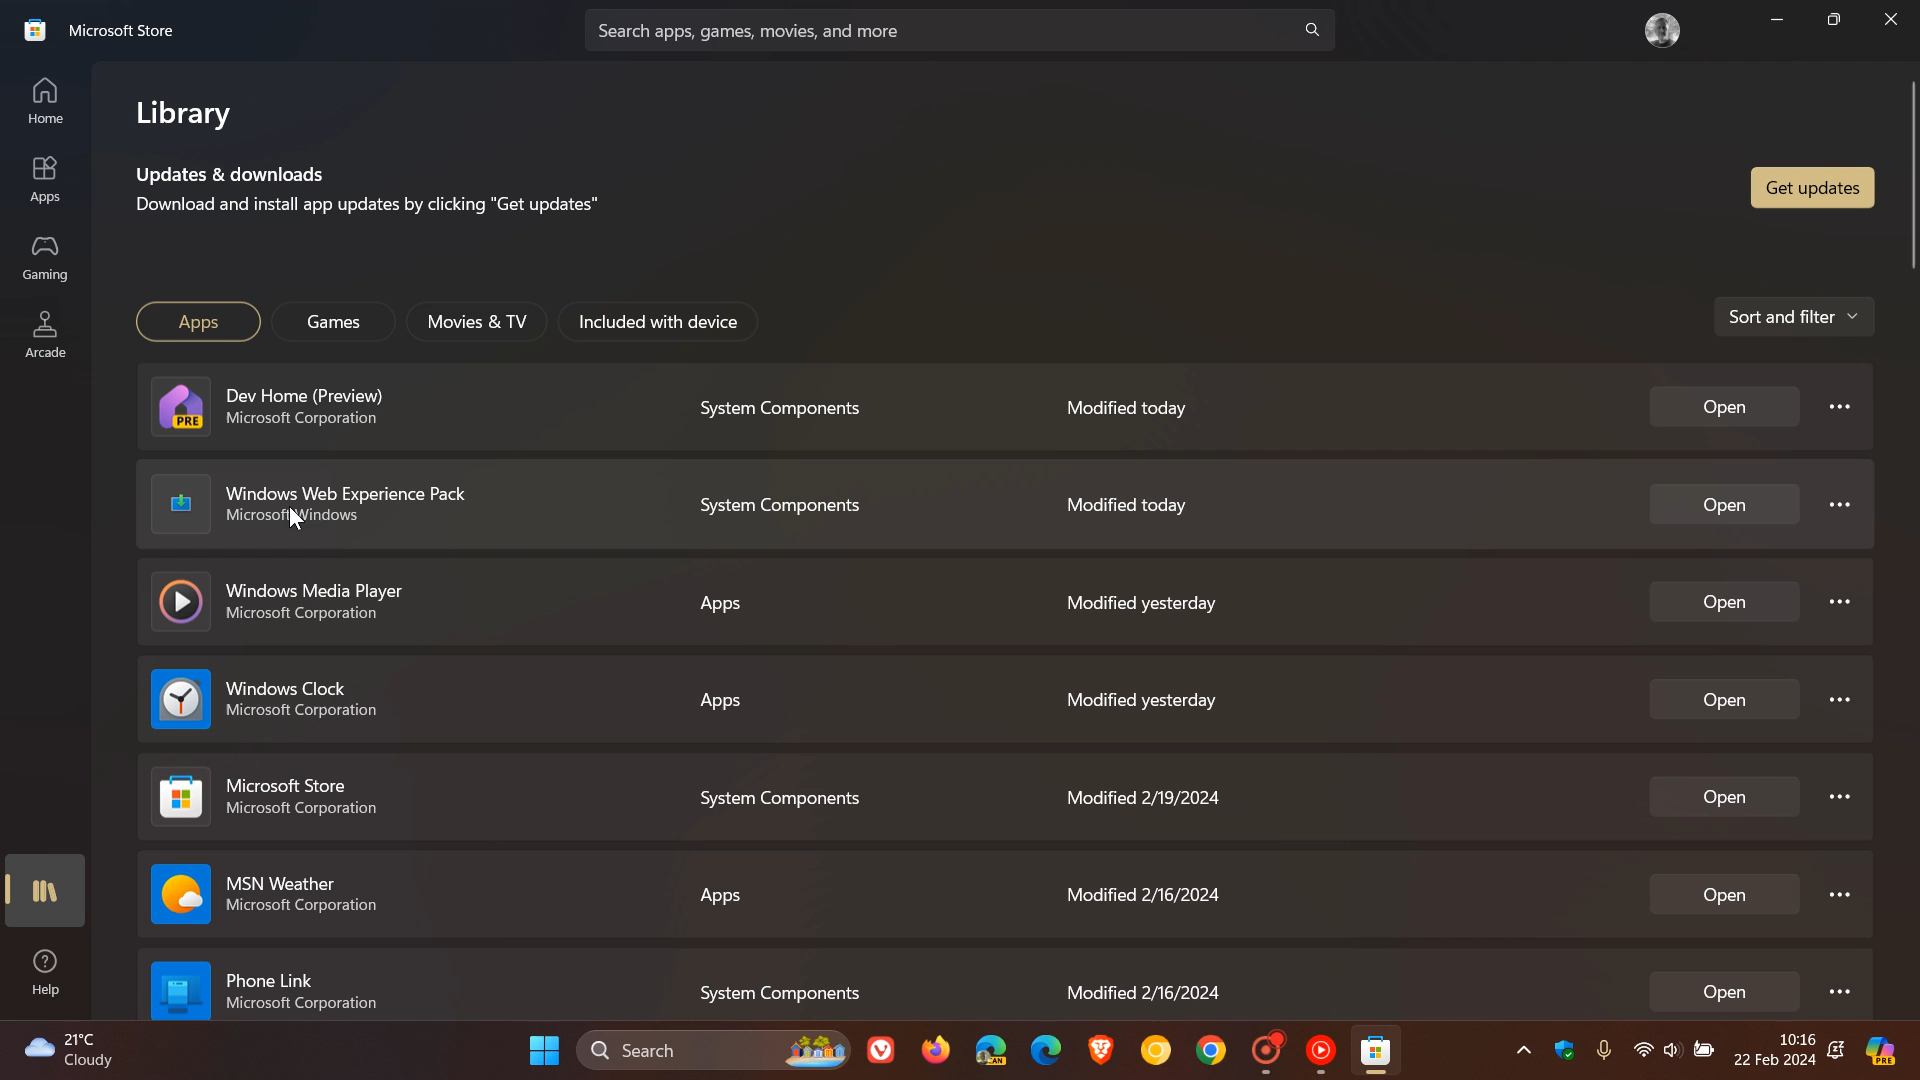 Microsoft Store
Search apps, games, movies, and more
Home
Apps
Gaming
Arcade
Help
Library
Updates & downloads
Download and install app updates by clicking "Get updates"
Get updates
Apps Games Movies & TV Included with device
Sort and filter
Dev Home (Preview)
Microsoft Corporation
System Components
Modified today
Open
PRE
Windows Web Experience Pack
Microsoft Windows
System Components
Modified today
Open
Windows Media Player
Microsoft Corporation
Apps
Modified yesterday
Open
Windows Clock
Microsoft Corporation
Apps
Modified yesterday
Open
Microsoft Store
Microsoft Corporation
System Components
Modified 2/19/2024
Open
MSN Weather
Microsoft Corporation
Apps
Modified 2/16/2024
Open
Phone Link
Microsoft Corporation
System Components
Modified 2/16/2024
Open
21°C
Cloudy
Search
CAN
10:16
22 Feb 2024
PRE